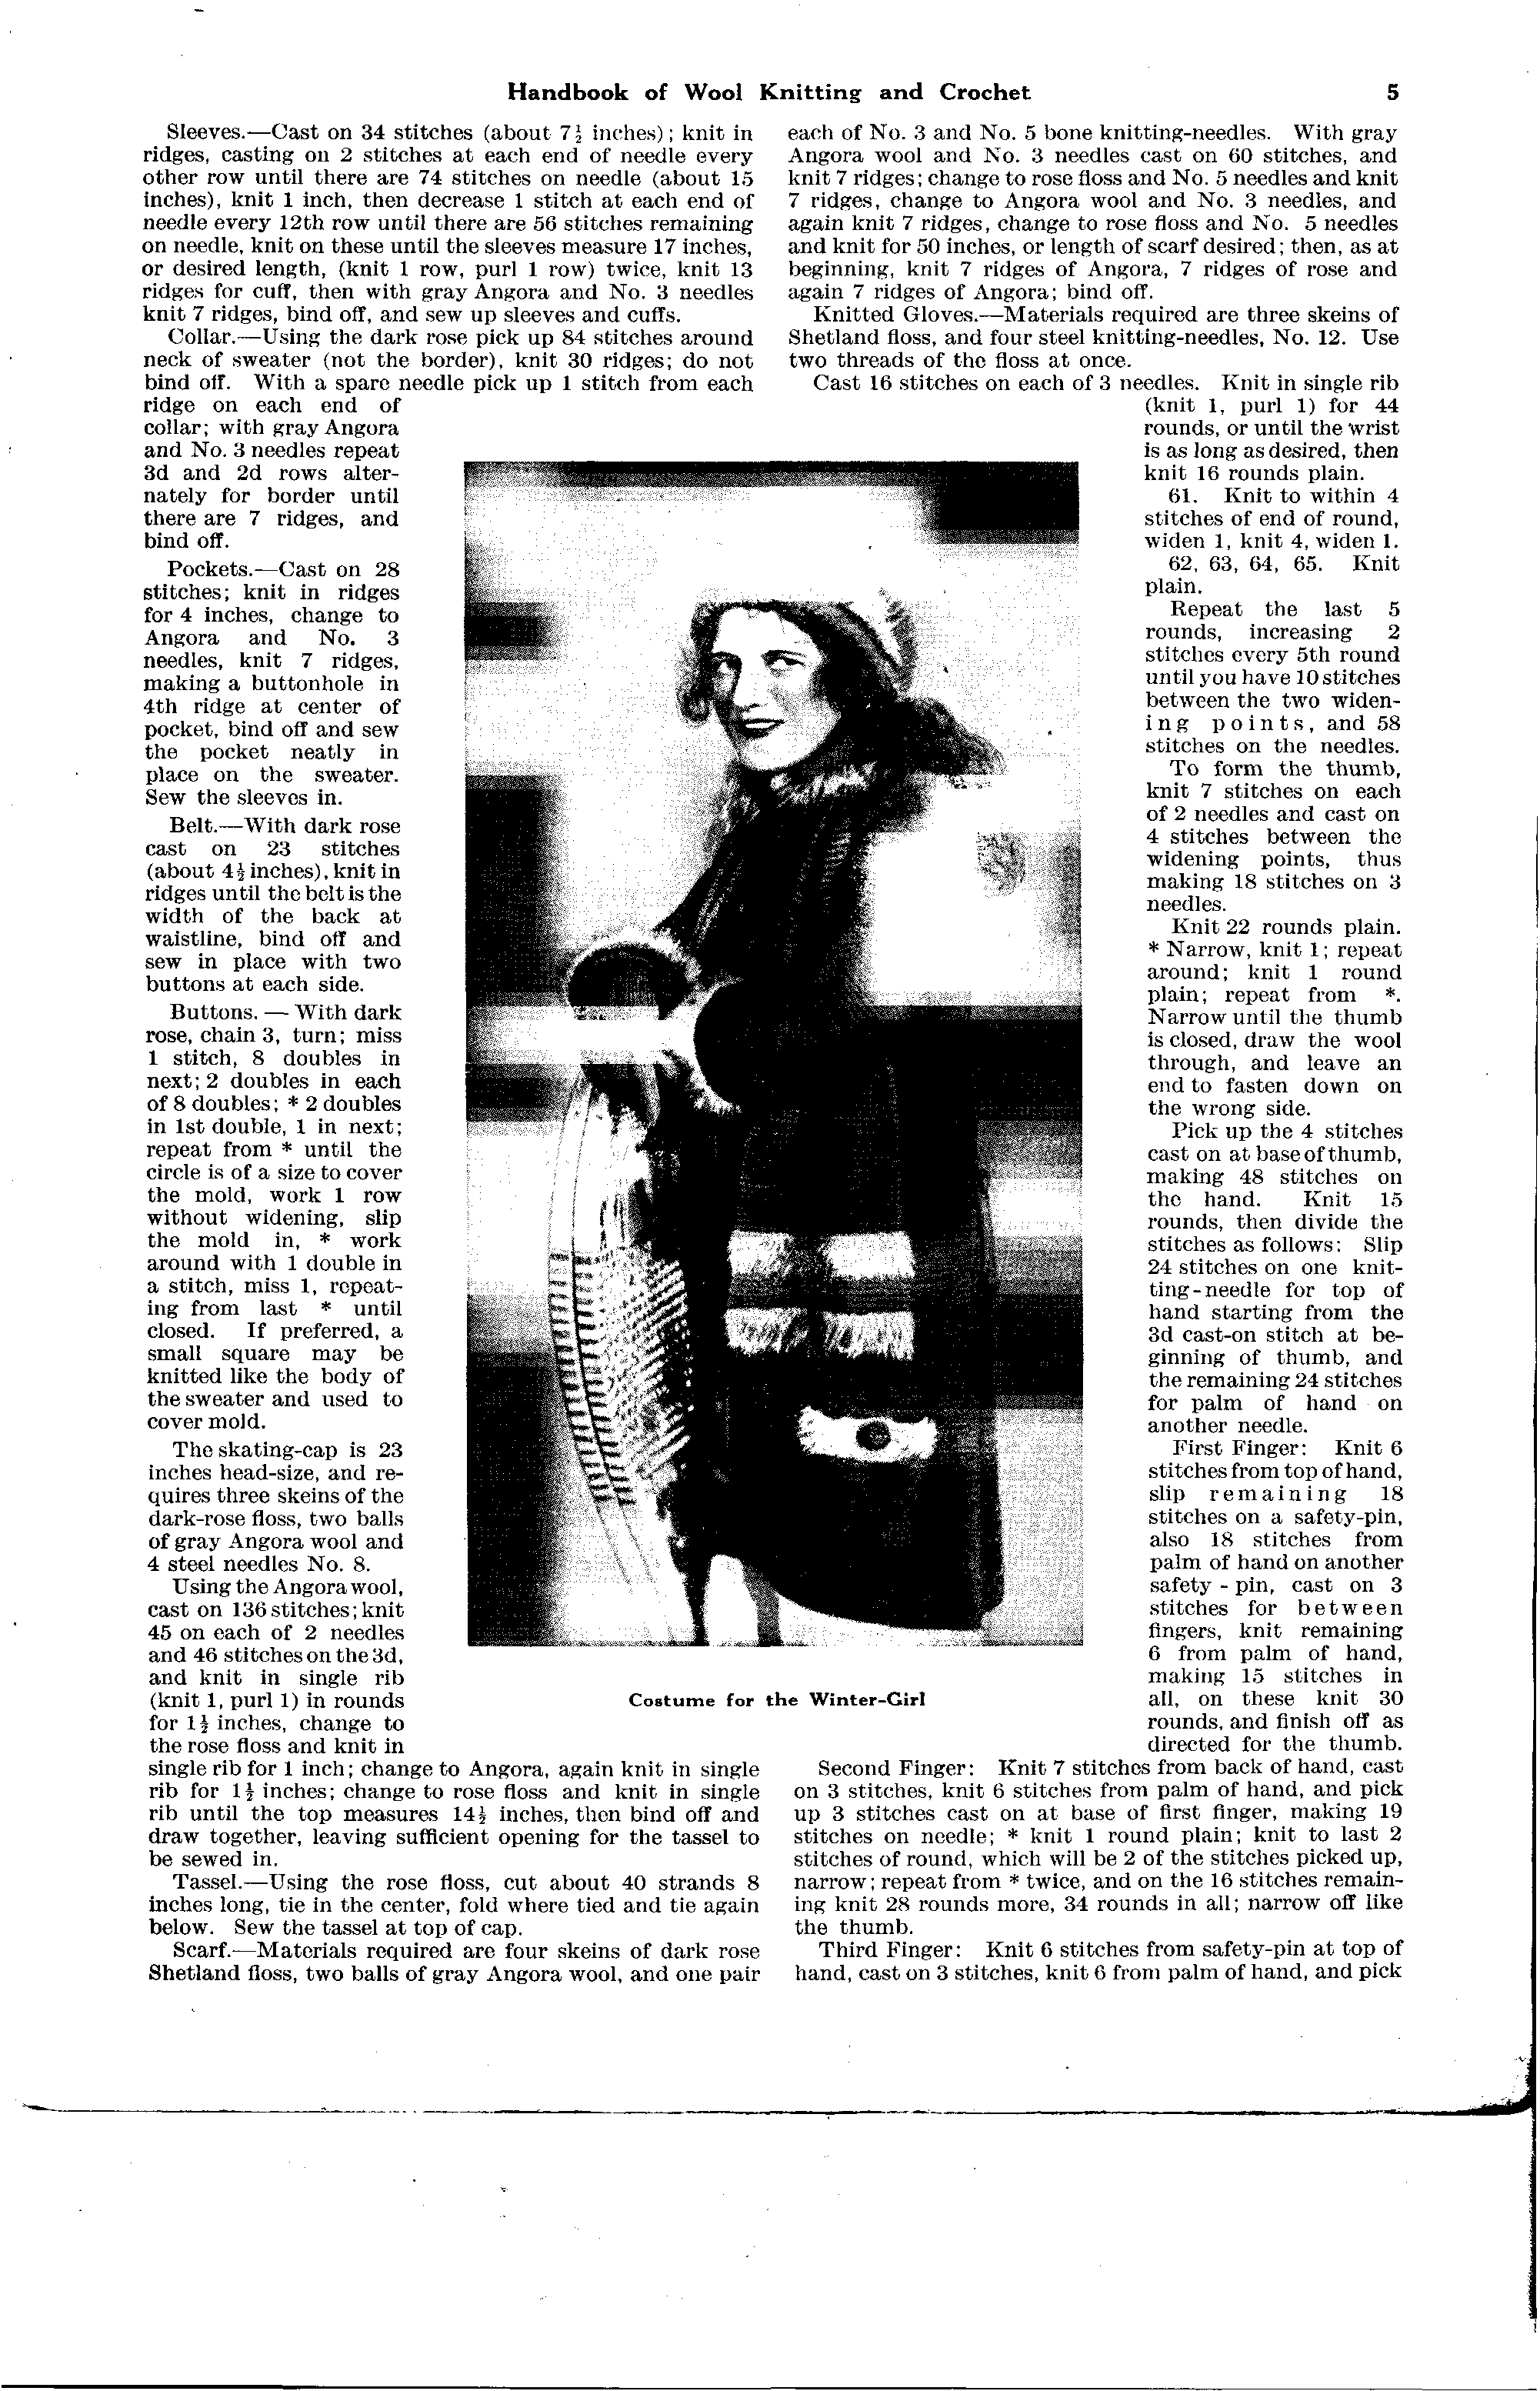 Handbook of Wool Knitting and Crochet 5
Sleeves.—Cast on 34 stitches (about 7½ inches); knit in
ridges, casting on 2 stitches at each end of needle every
other row until there are 74 stitches on needle (about 15
inches), knit 1 inch, then decrease 1 stitch at each end of
needle every 12th row until there are 56 stitches remaining
on needle, knit on these until the sleeves measure 17 inches,
or desired length, (knit 1 row, purl 1 row) twice, knit 13
ridges for cuff, then with gray Angora and No. 3 needles
knit 7 ridges, bind off, and sew up sleeves and cuffs.
Collar.—Using the dark rose pick up 84 stitches around
neck of sweater (not the border), knit 30 ridges; do not
bind off. With a spare needle pick up 1 stitch from each
ridge on each end of
collar; with gray Angora
and No. 3 needles repeat
3d and 2d rows alter-
nately for border until
there are 7 ridges, and
bind off.
Pockets.—Cast on 28
stitches; knit in ridges
for 4 inches, change to
Angora and No. 3
needles, knit 7 ridges,
making a buttonhole in
4th ridge at center of
pocket, bind off and sew
the pocket neatly in
place on the sweater.
Sew the sleeves in.
Belt.—With dark rose
cast on 23 stitches
(about 4½ inches), knit in
ridges until the belt is the
width of the back at
waistline, bind off and
sew in place with two
buttons at each side.
Buttons. — With dark
rose, chain 3, turn; miss
1 stitch, 8 doubles in
next; 2 doubles in each
of 8 doubles; * 2 doubles
in 1st double, 1 in next;
repeat from * until the
circle is of a size to cover
the mold, work 1 row
without widening, slip
the mold in, * work
around with 1 double in
a stitch, miss 1, repeat-
ing from last * until
closed. If preferred, a
small square may be
knitted like the body of
the sweater and used to
cover mold.
The skating-cap is 23
inches head-size, and re-
quires three skeins of the
dark-rose floss, two balls
of gray Angora wool and
4 steel needles No. 8.
Using the Angora wool,
cast on 136 stitches; knit
45 on each of 2 needles
and 46 stitches on the 3d,
and knit in single rib
(knit 1, purl 1) in rounds
for 1½ inches, change to
the rose floss and knit in
single rib for 1 inch; change to Angora, again knit in single
rib for 1½ inches; change to rose floss and knit in single
rib until the top measures 14½ inches, then bind off and
draw together, leaving sufficient opening for the tassel to
be sewed in.
Tassel.—Using the rose floss, cut about 40 strands 8
inches long, tie in the center, fold where tied and tie again
below. Sew the tassel at top of cap.
Scarf.—Materials required are four skeins of dark rose
Shetland floss, two balls of gray Angora wool, and one pair
each of No. 3 and No. 5 bone knitting-needles. With gray
Angora wool and No. 3 needles cast on 60 stitches, and
knit 7 ridges; change to rose floss and No. 5 needles and knit
7 ridges, change to Angora wool and No. 3 needles, and
again knit 7 ridges, change to rose floss and No. 5 needles
and knit for 50 inches, or length of scarf desired; then, as at
beginning, knit 7 ridges of Angora, 7 ridges of rose and
again 7 ridges of Angora; bind off.
Knitted Gloves.—Materials required are three skeins of
Shetland floss, and four steel knitting-needles, No. 12. Use
two threads of the floss at once.
Cast 16 stitches on each of 3 needles. Knit in single rib
(knit 1, purl 1) for 44
rounds, or until the wrist
is as long as desired, then
knit 16 rounds plain.
61. Knit to within 4
stitches of end of round,
widen 1, knit 4, widen 1.
62, 63, 64, 65. Knit
plain.
Repeat the last 5
rounds, increasing 2
stitches every 5th round
until you have 10 stitches
between the two widen-
ing points, and 58
stitches on the needles.
To form the thumb,
knit 7 stitches on each
of 2 needles and cast on
4 stitches between the
widening points, thus
making 18 stitches on 3
needles.
Knit 22 rounds plain.
* Narrow, knit 1; repeat
around; knit 1 round
plain; repeat from *.
Narrow until the thumb
is closed, draw the wool
through, and leave an
end to fasten down on
the wrong side.
Pick up the 4 stitches
cast on at base of thumb,
making 48 stitches on
the hand. Knit 15
rounds, then divide the
stitches as follows: Slip
24 stitches on one knit-
ting-needle for top of
hand starting from the
3d cast-on stitch at be-
ginning of thumb, and
the remaining 24 stitches
for palm of hand on
another needle.
First Finger: Knit 6
stitches from top of hand,
slip remaining 18
stitches on a safety-pin,
also 18 stitches from
palm of hand on another
safety - pin, cast on 3
stitches for between
fingers, knit remaining
6 from palm of hand,
making 15 stitches in
all, on these knit 30
rounds, and finish off as
directed for the thumb.
Second Finger: Knit 7 stitches from back of hand, cast
on 3 stitches, knit 6 stitches from palm of hand, and pick
up 3 stitches cast on at base of first finger, making 19
stitches on needle; * knit 1 round plain; knit to last 2
stitches of round, which will be 2 of the stitches picked up,
narrow; repeat from * twice, and on the 16 stitches remain-
ing knit 28 rounds more, 34 rounds in all; narrow off like
the thumb.
Third Finger: Knit 6 stitches from safety-pin at top of
hand, cast on 3 stitches, knit 6 from palm of hand, and pick
Costume for the Winter-Girl